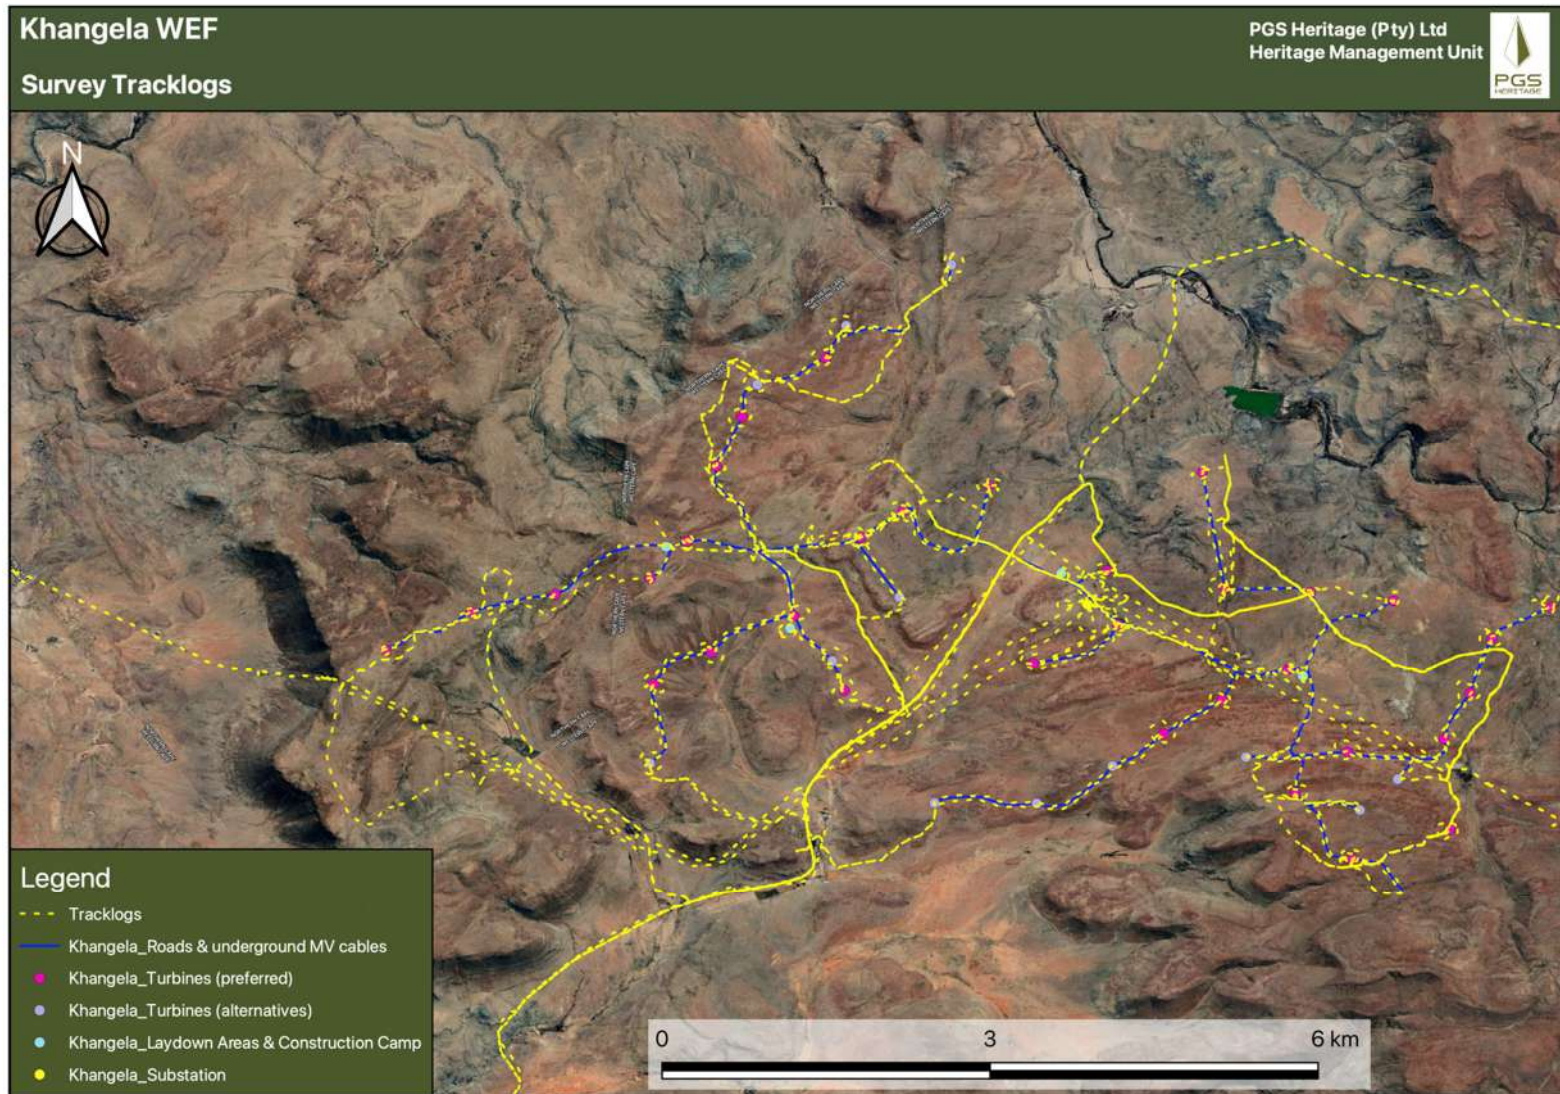 Khangela WEF
Survey Tracklogs
PGS Heritage (Pty) Ltd
Heritage Management Unit
PGS
HERITAGE
N
Legend
Tracklogs
Khangela_Roads & underground MV cables
Khangela_Turbines (preferred)
Khangela_Turbines (alternatives)
Khangela_Laydown Areas & Construction Camp
Khangela_Substation
0 3 6 km